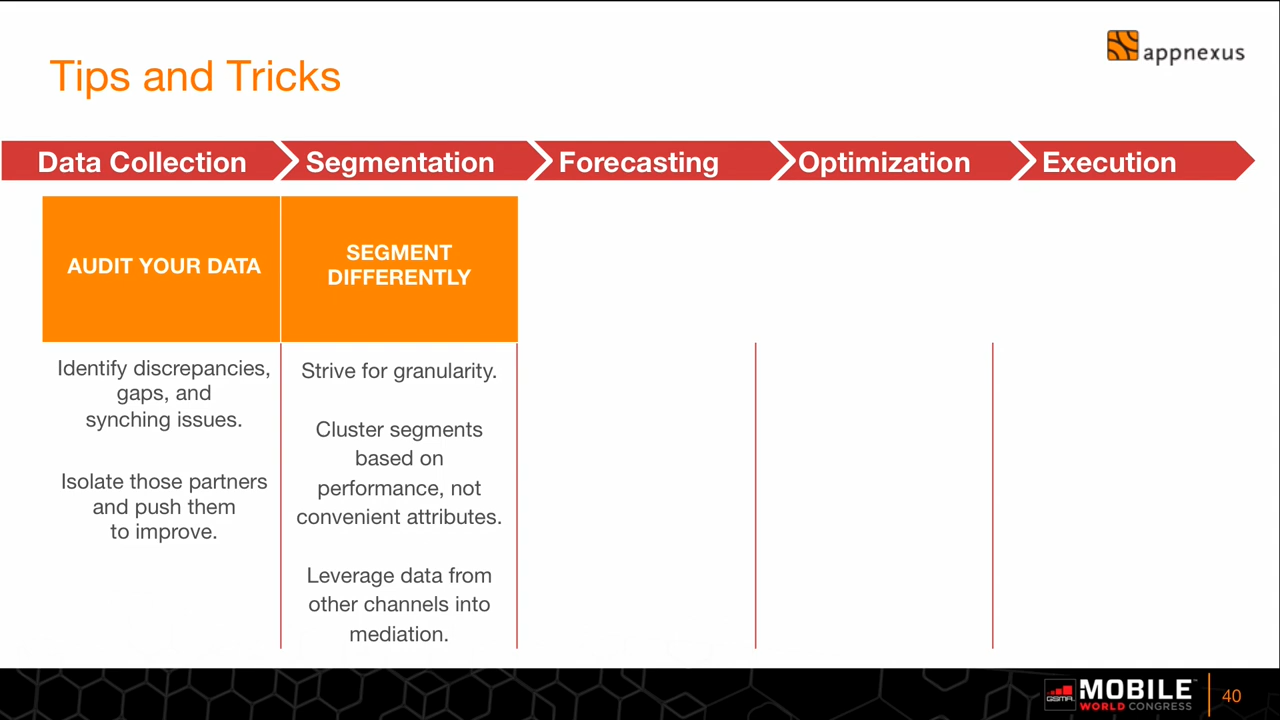 appnexus
Tips and Tricks
Data Collection
Segmentation
Forecasting
Optimization
Execution
AUDIT YOUR DATA
Identify discrepancies,
gaps, and
synching issues.
Isolate those partners
and push them
to improve.
SEGMENT
DIFFERENTLY
Strive for granularity.
Cluster segments
based on
performance, not
convenient attributes.
Leverage data from
other channels into
mediation.
GSMA
MOBILE
WORLD CONGRESS
40